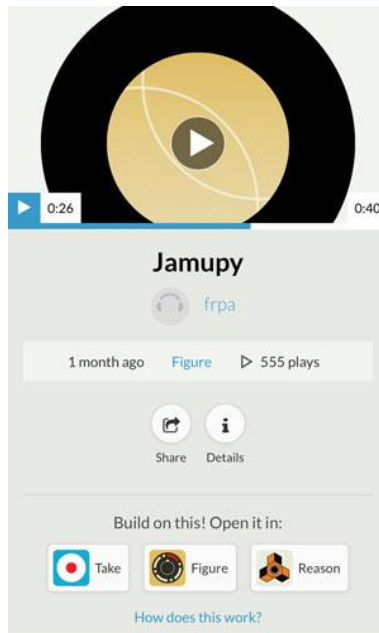 0:26 0:40
Jamupy
frpa
1 month ago Figure 555 plays
Share Details
Build on this! Open it in:
Take Figure Reason
How does this work?